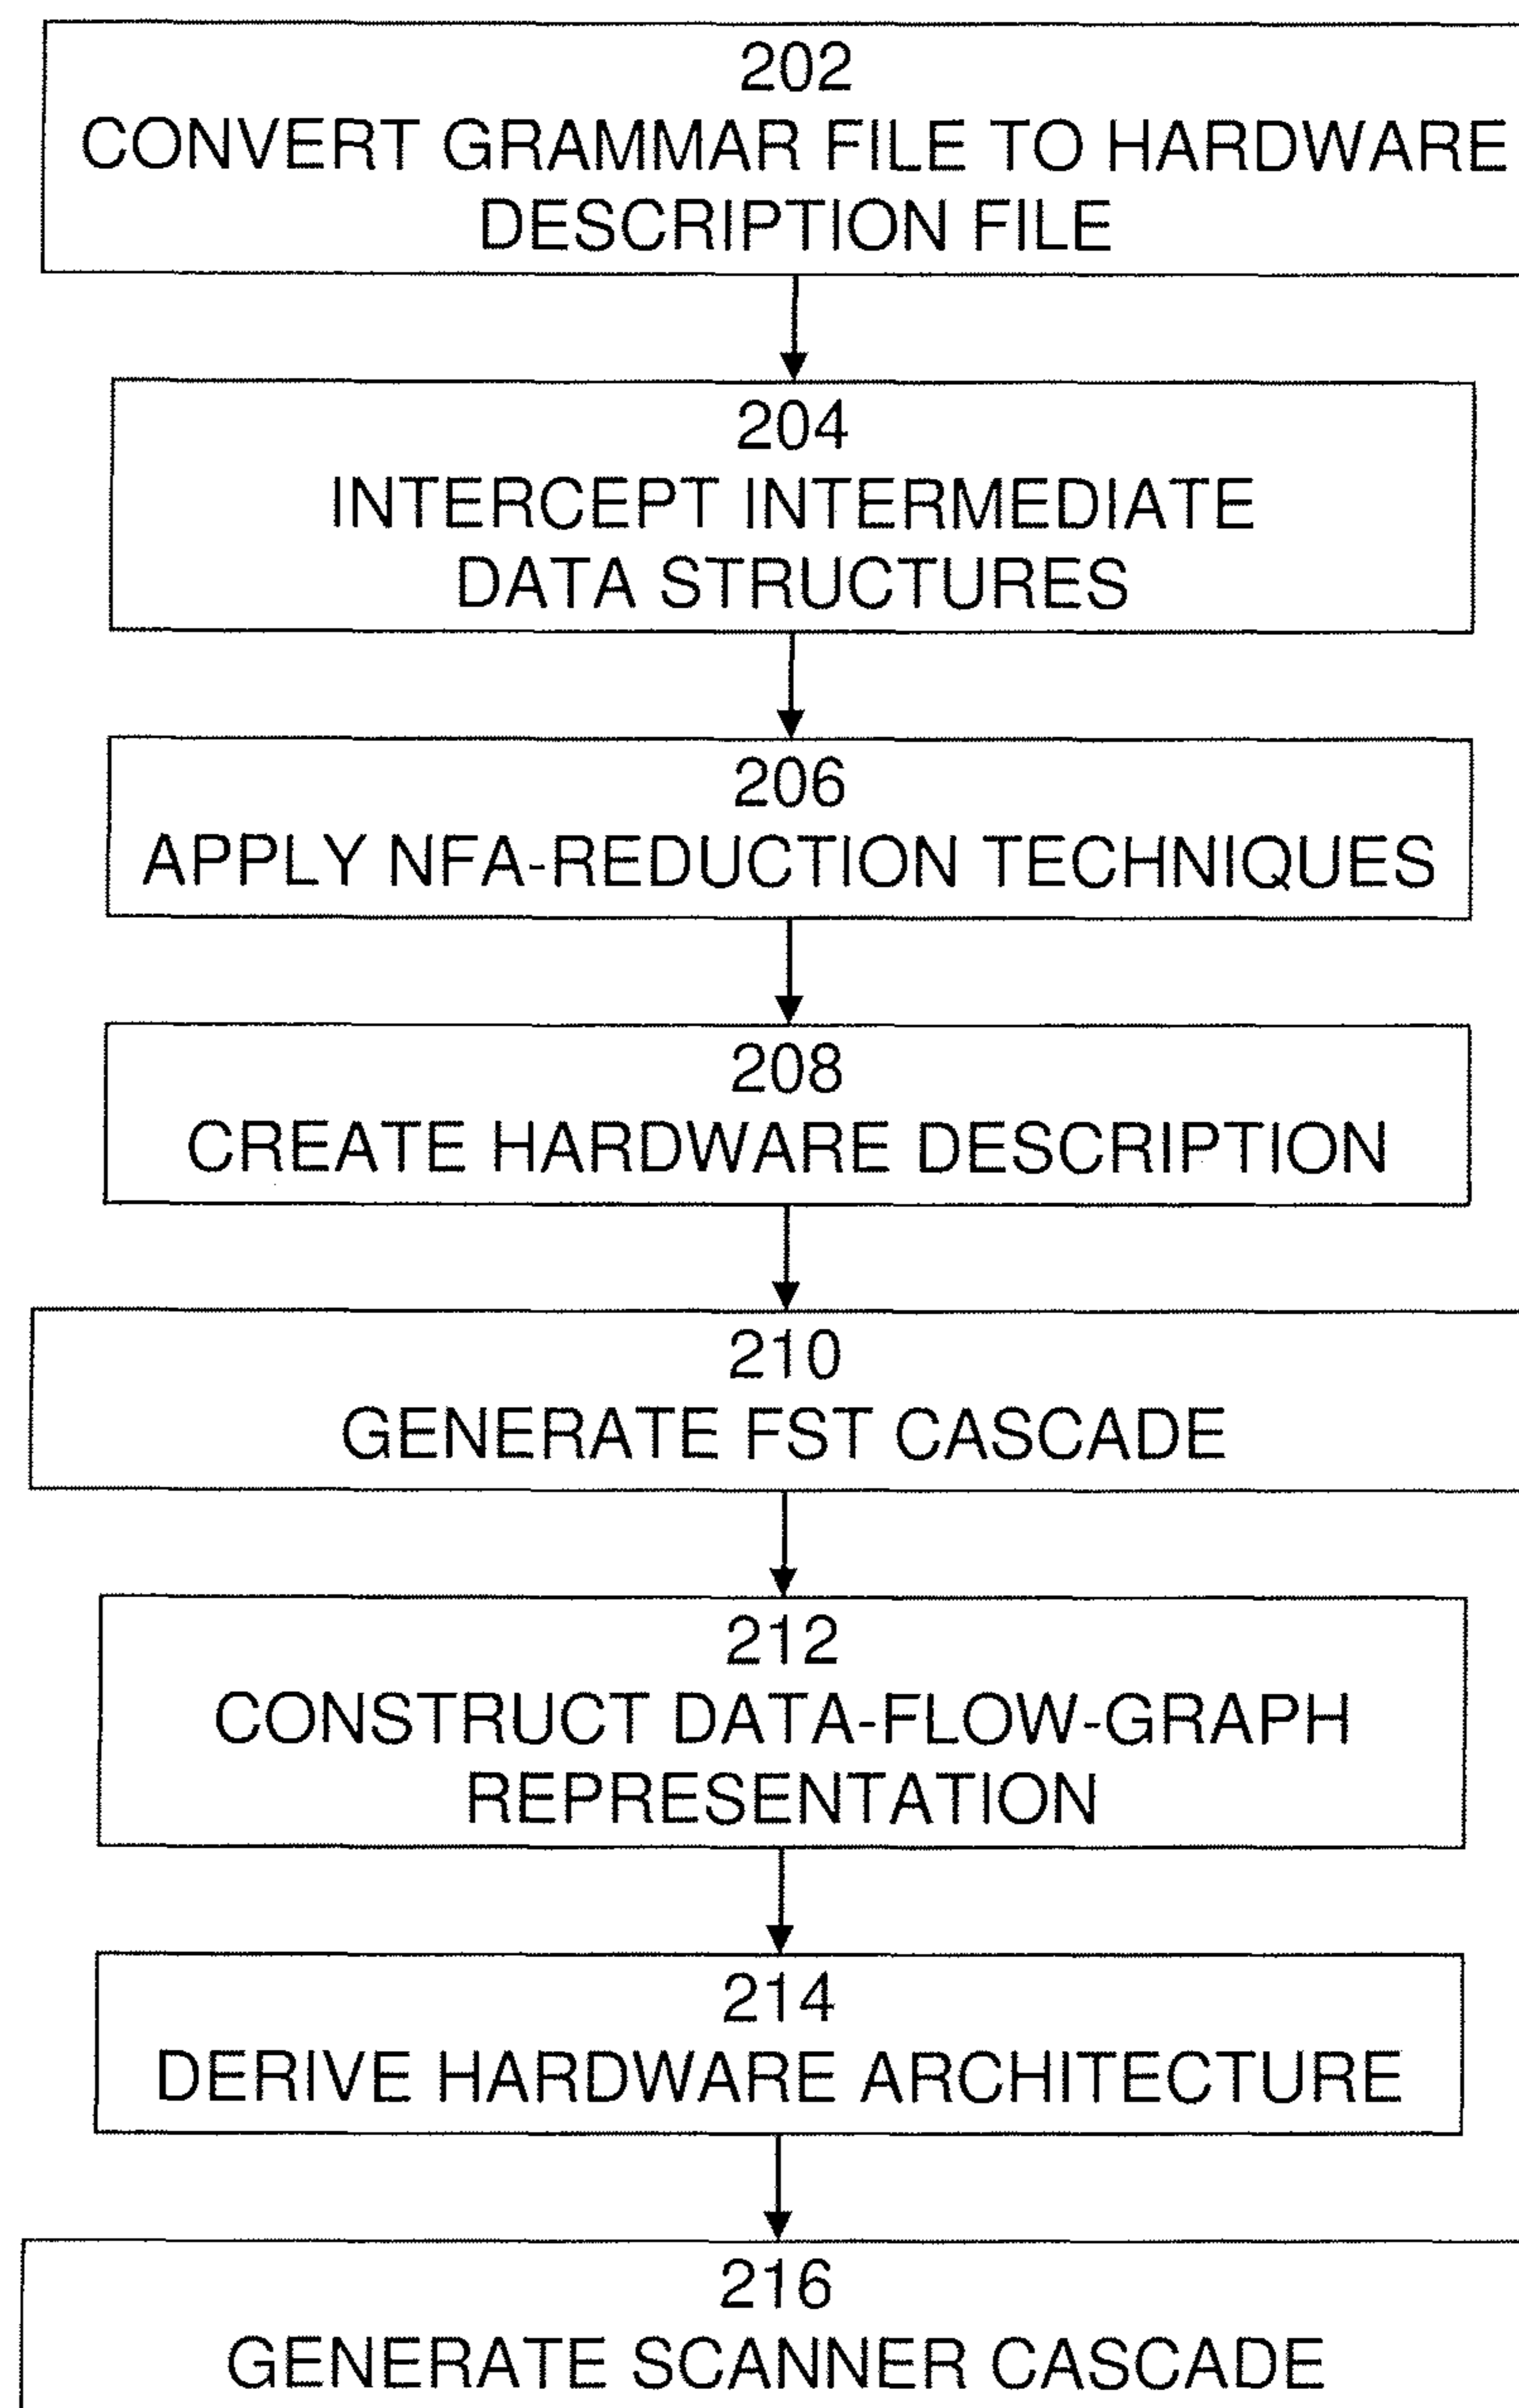 202
CONVERT GRAMMAR FILE TO HARDWARE
DESCRIPTION FILE
204
INTERCEPT INTERMEDIATE
DATA STRUCTURES
206
APPLY NFA-REDUCTION TECHNIQUES
208
CREATE HARDWARE DESCRIPTION
210
GENERATE FST CASCADE
212
CONSTRUCT DATA-FLOW-GRAPH
REPRESENTATION
214
DERIVE HARDWARE ARCHITECTURE
216
GENERATE SCANNER CASCADE